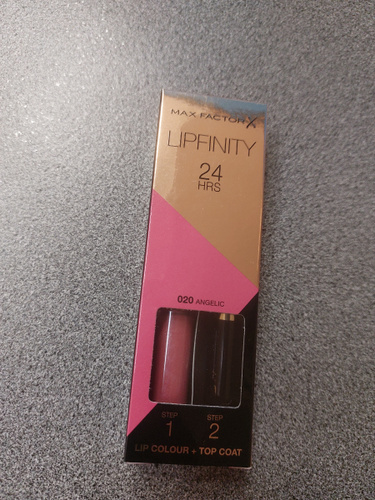 MAX FACTOR X
LIPFINITY
24
HRS
020 ANGELIC
STEP STEP
1 2
LIP COLOUR + TOP COAT